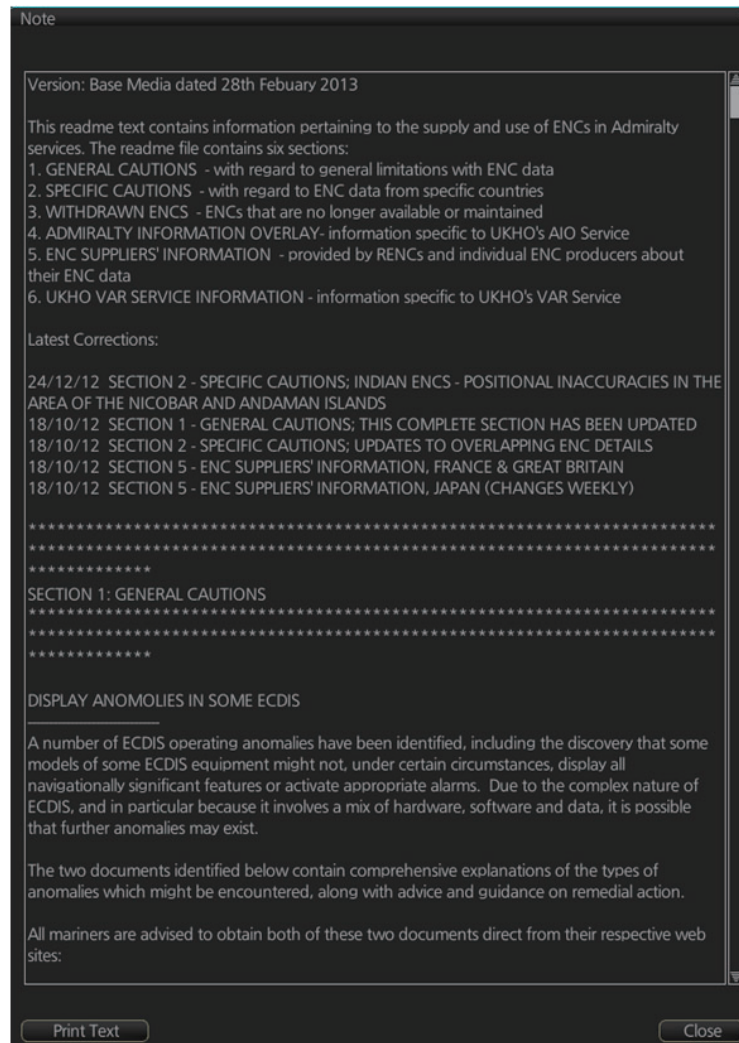 Note
Version: Base Media dated 28th Febuary 2013
This readme text contains information pertaining to the supply and use of ENCs in Admiralty
services. The readme file contains six sections:
1. GENERAL CAUTIONS - with regard to general limitations with ENC data
2. SPECIFIC CAUTIONS - with regard to ENC data from specific countries
3. WITHDRAWN ENCS - ENCs that are no longer available or maintained
4. ADMIRALTY INFORMATION OVERLAY- information specific to UKHO's AIO Service
5. ENC SUPPLIERS' INFORMATION - provided by RENCs and individual ENC producers about
their ENC data
6. UKHO VAR SERVICE INFORMATION - information specific to UKHO's VAR Service
Latest Corrections:
24/12/12 SECTION 2 - SPECIFIC CAUTIONS; INDIAN ENCS - POSITIONAL INACCURACIES IN THE
AREA OF THE NICOBAR AND ANDAMAN ISLANDS
18/10/12 SECTION 1 - GENERAL CAUTIONS; THIS COMPLETE SECTION HAS BEEN UPDATED
18/10/12 SECTION 2 - SPECIFIC CAUTIONS; UPDATES TO OVERLAPPING ENC DETAILS
18/10/12 SECTION 5 - ENC SUPPLIERS' INFORMATION, FRANCE & GREAT BRITAIN
18/10/12 SECTION 5 - ENC SUPPLIERS' INFORMATION, JAPAN (CHANGES WEEKLY)
************************************************************************
************************************************************************
*************
SECTION 1: GENERAL CAUTIONS
************************************************************************
************************************************************************
*************
DISPLAY ANOMOLIES IN SOME ECDIS
____________________
A number of ECDIS operating anomalies have been identified, including the discovery that some
models of some ECDIS equipment might not, under certain circumstances, display all
navigationally significant features or activate appropriate alarms. Due to the complex nature of
ECDIS, and in particular because it involves a mix of hardware, software and data, it is possible
that further anomalies may exist.
The two documents identified below contain comprehensive explanations of the types of
anomalies which might be encountered, along with advice and guidance on remedial action.
All mariners are advised to obtain both of these two documents direct from their respective web
sites:
Print Text
Close